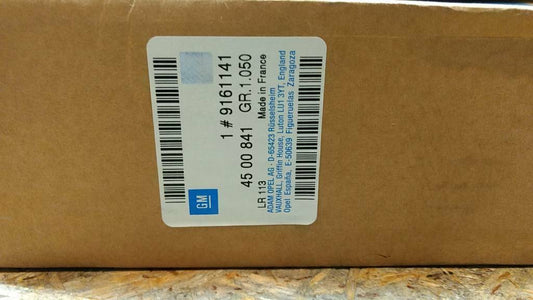 1 # 9161141
45 00 841 GR.1.050
LR 113 Made in France
ADAM OPEL AG · D-65423 Rüsselsheim
VAUXHALL, Griffin House, Luton LU1 3YT, England
Opel España, E-50639 Figueruelas Zaragoza
GM